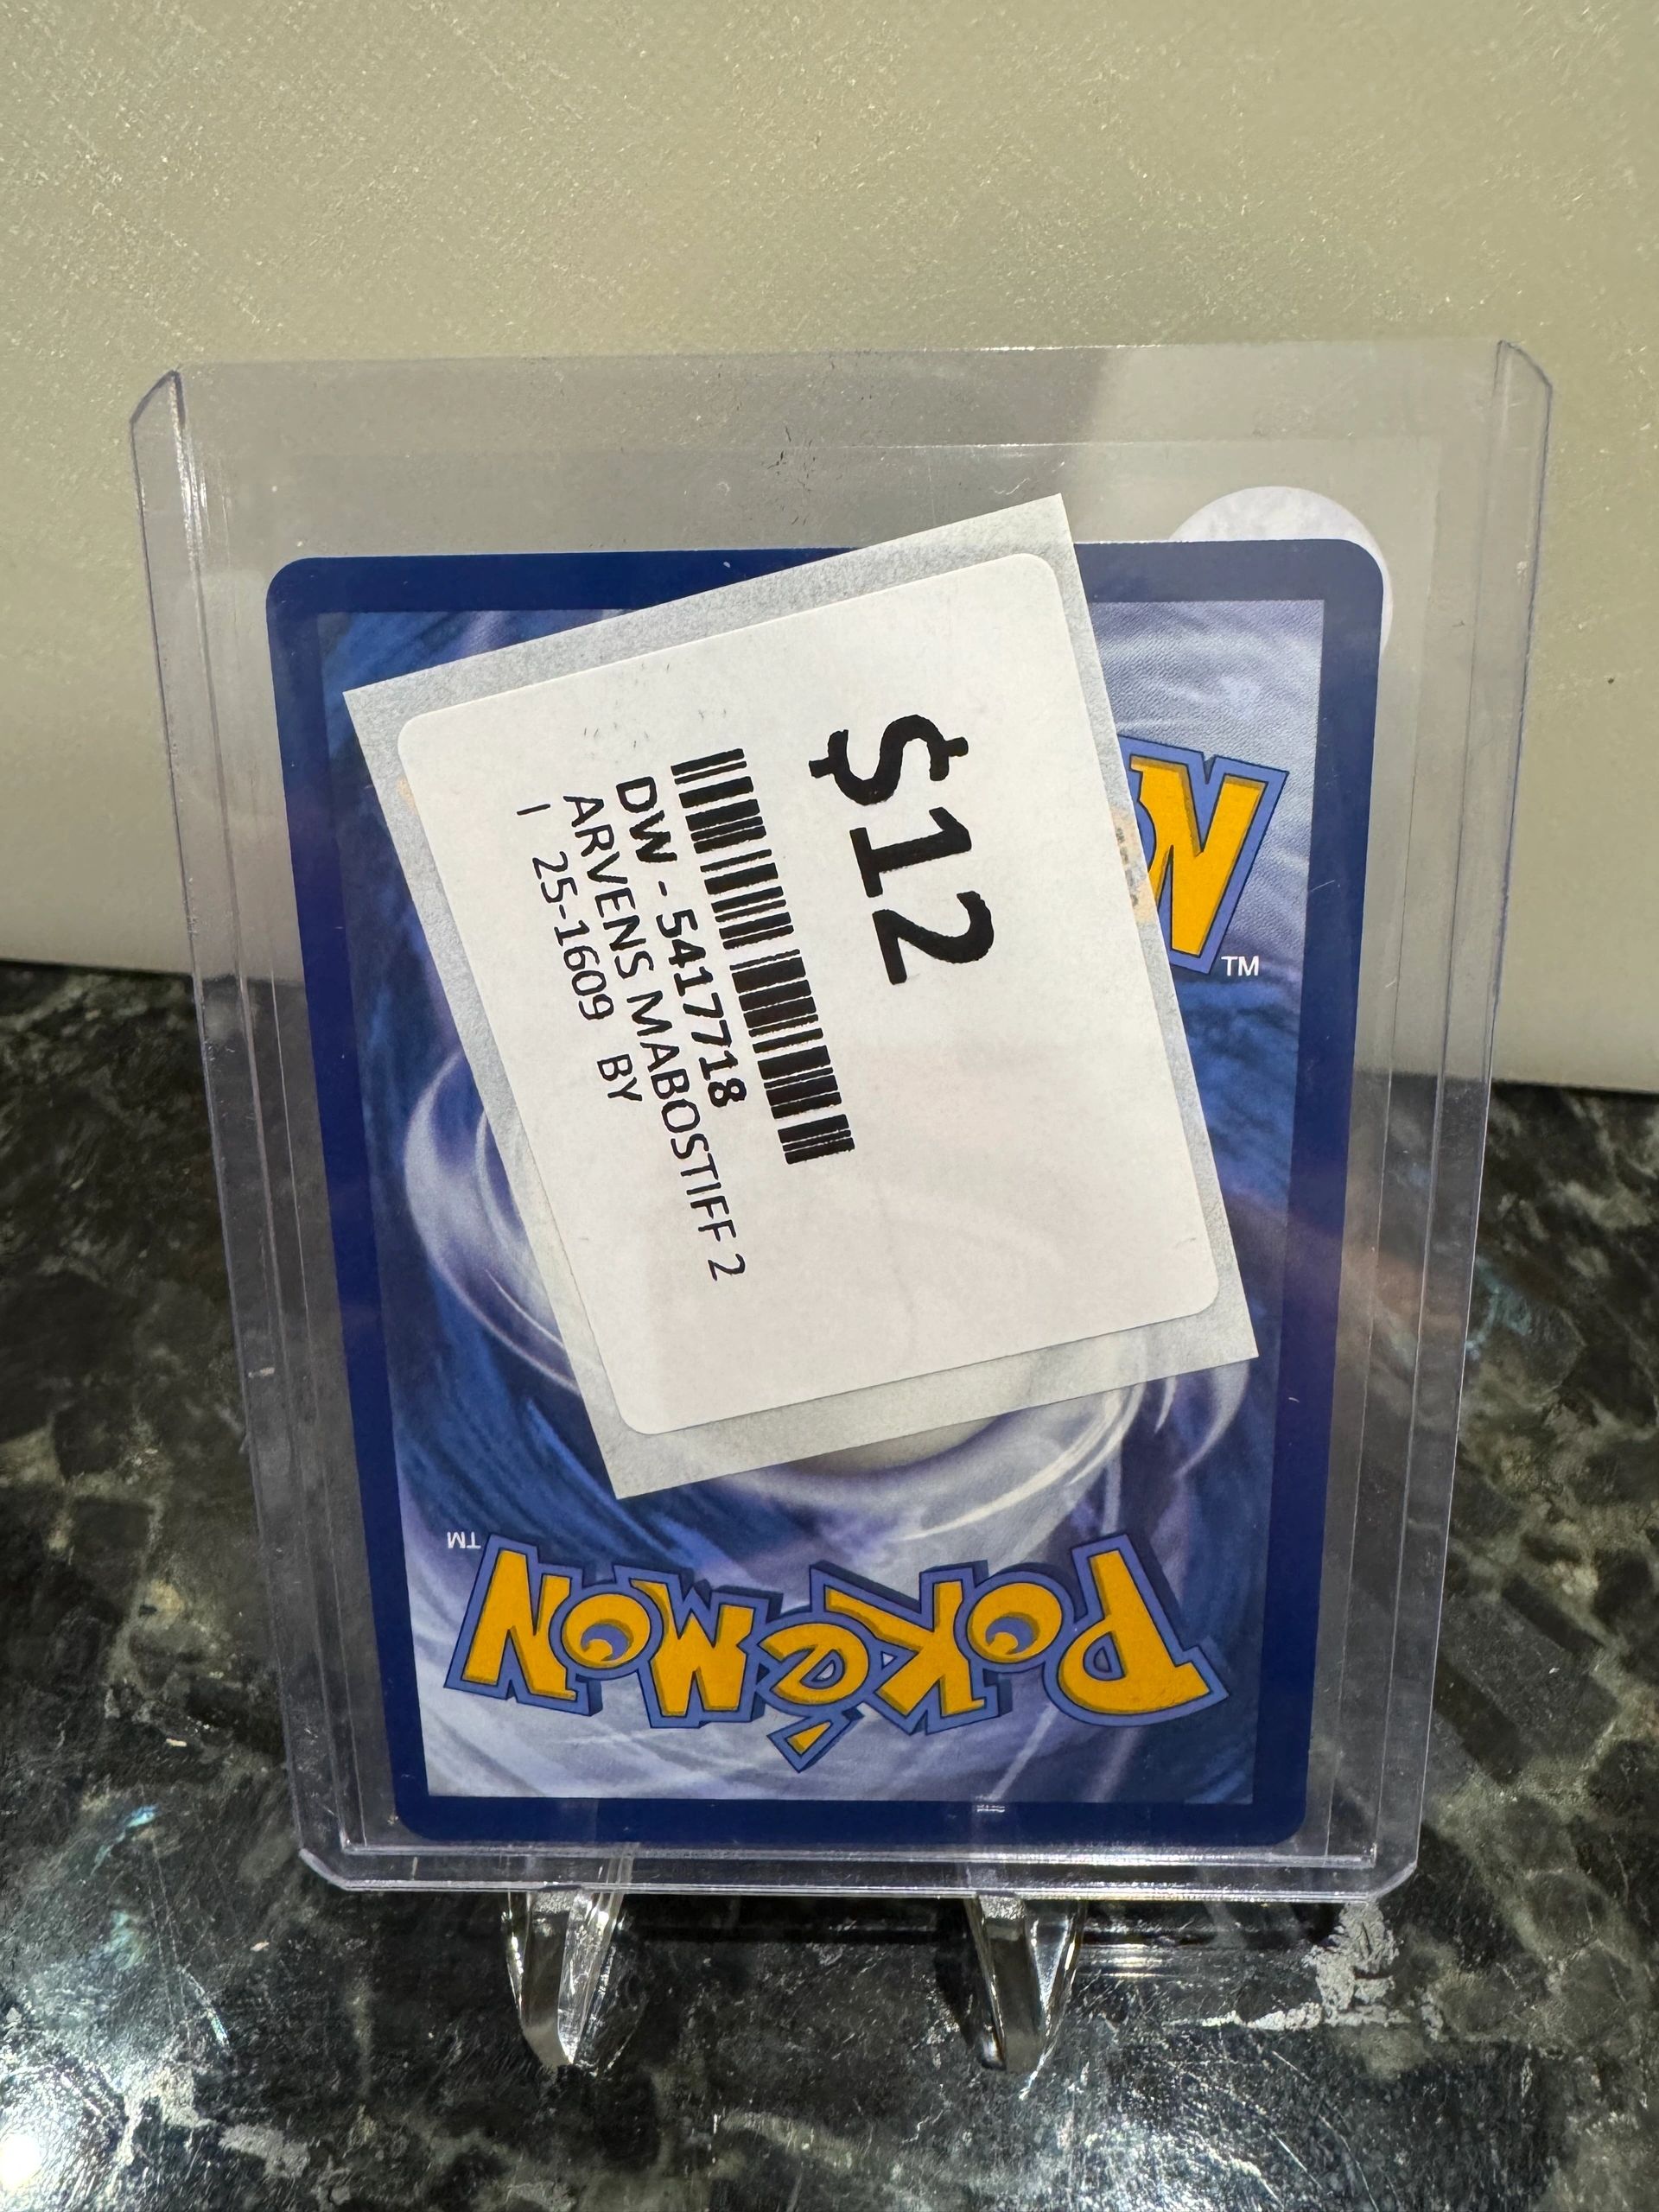 $12
DW - 5417718
ARVENS MABOSTIFF 2
I 25-1609 BY
N
TM
POKéMON
TM